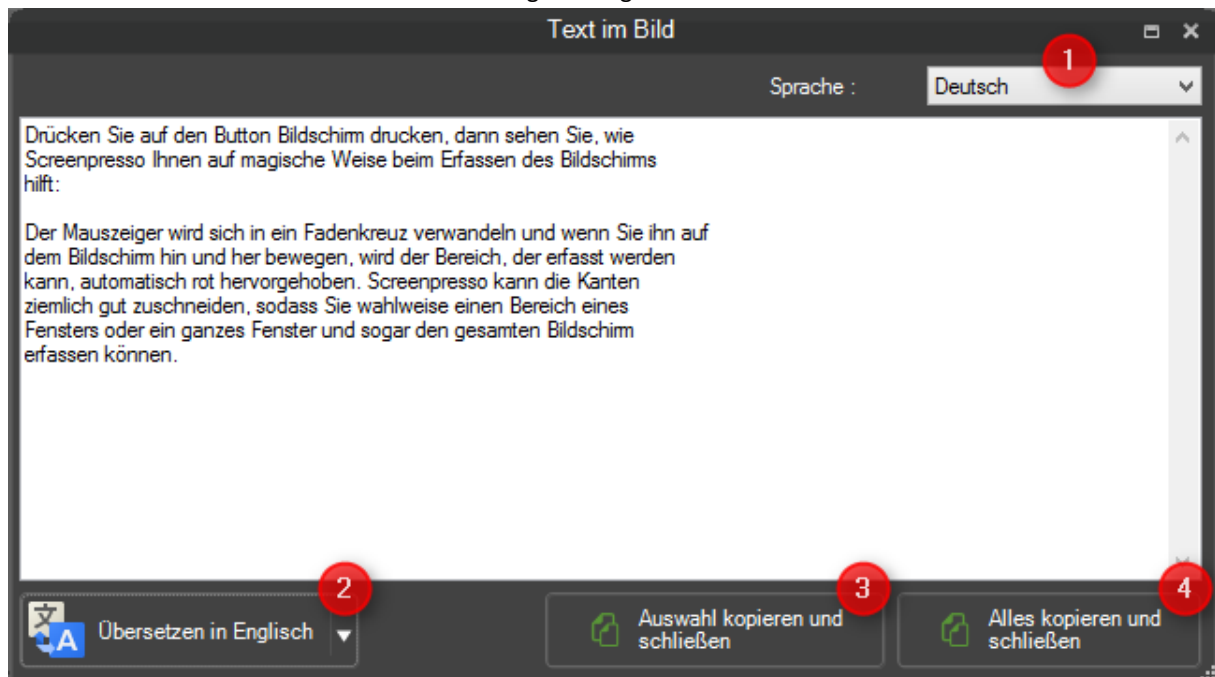 Text im Bild
1
Sprache :
Deutsch
Drücken Sie auf den Button Bildschirm drucken, dann sehen Sie, wie
Screenpresso Ihnen auf magische Weise beim Erfassen des Bildschirms
hilft:
Der Mauszeiger wird sich in ein Fadenkreuz verwandeln und wenn Sie ihn auf
dem Bildschirm hin und her bewegen, wird der Bereich, der erfasst werden
kann, automatisch rot hervorgehoben. Screenpresso kann die Kanten
ziemlich gut zuschneiden, sodass Sie wahlweise einen Bereich eines
Fensters oder ein ganzes Fenster und sogar den gesamten Bildschirm
erfassen können.
2
3
4
文
A
Übersetzen in Englisch
Auswahl kopieren und
schließen
Alles kopieren und
schließen